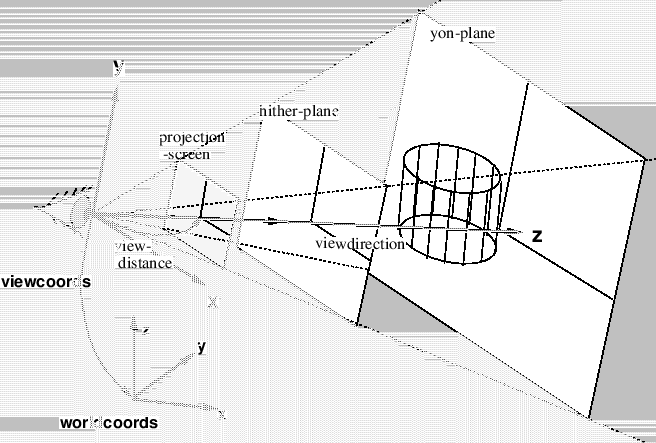 yon-plane
y
hither-plane
projection
-screen
z
viewdirection
view-
distance
viewcoords
x
z
y
x
worldcoords